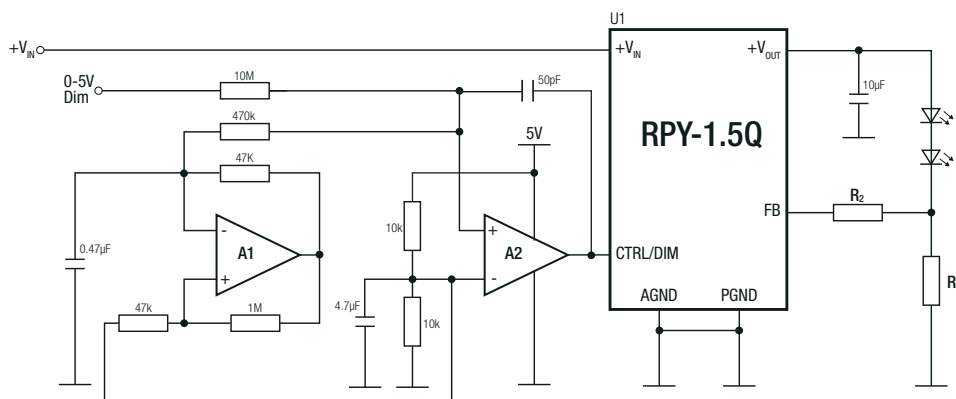 U1
+VIN
+VIN
+VOUT
0-5V
Dim
10M
50pF
10µF
470k
5V
RPY-1.5Q
47K
10k
FB
R2
0.47µF
-
A1
+
+
A2
-
CTRL/DIM
R
47k
1M
4.7µF
10k
AGND
PGND